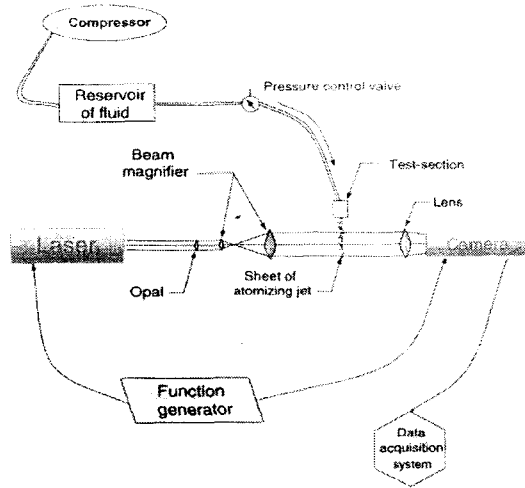 Compressor
Reservoir
of fluid
Pressure control valve
Beam
magnifier
Test-section
Lens
Laser
Camera
Opal
Sheet of
atomizing jet
Function
generator
Data
acquisition
system